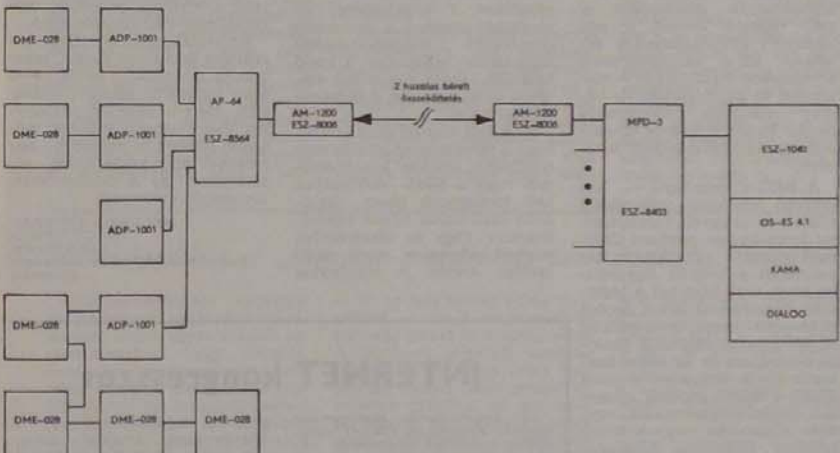 DME-028
ADP-1001
AP-64
ESZ-8564
AM-1200
ESZ-8006
2 huzalos bérelt
összeköttetés
AM-1200
ESZ-8006
MPD-3
ESZ-8403
ESZ-1040
OS-ES 4.1
KAMA
DIALOG
DME-028
ADP-1001
ADP-1001
DME-028
ADP-1001
DME-028
DME-028
DME-028
INTERNET kongresszus